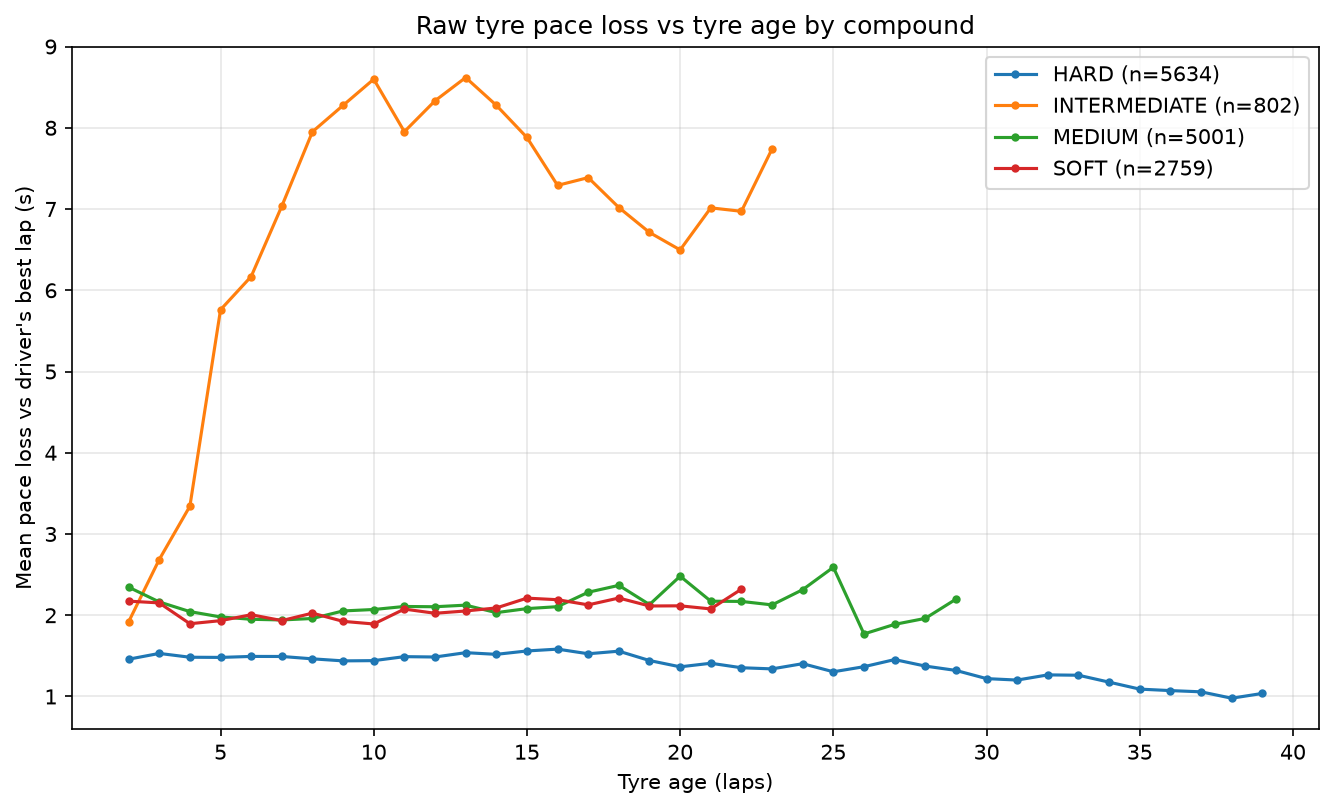 Raw tyre pace loss vs tyre age by compound
Mean pace loss vs driver's best lap (s)
9
8
7
6
5
4
3
2
1
HARD (n=5634)
INTERMEDIATE (n=802)
MEDIUM (n=5001)
SOFT (n=2759)
5 10 15 20 25 30 35 40
Tyre age (laps)